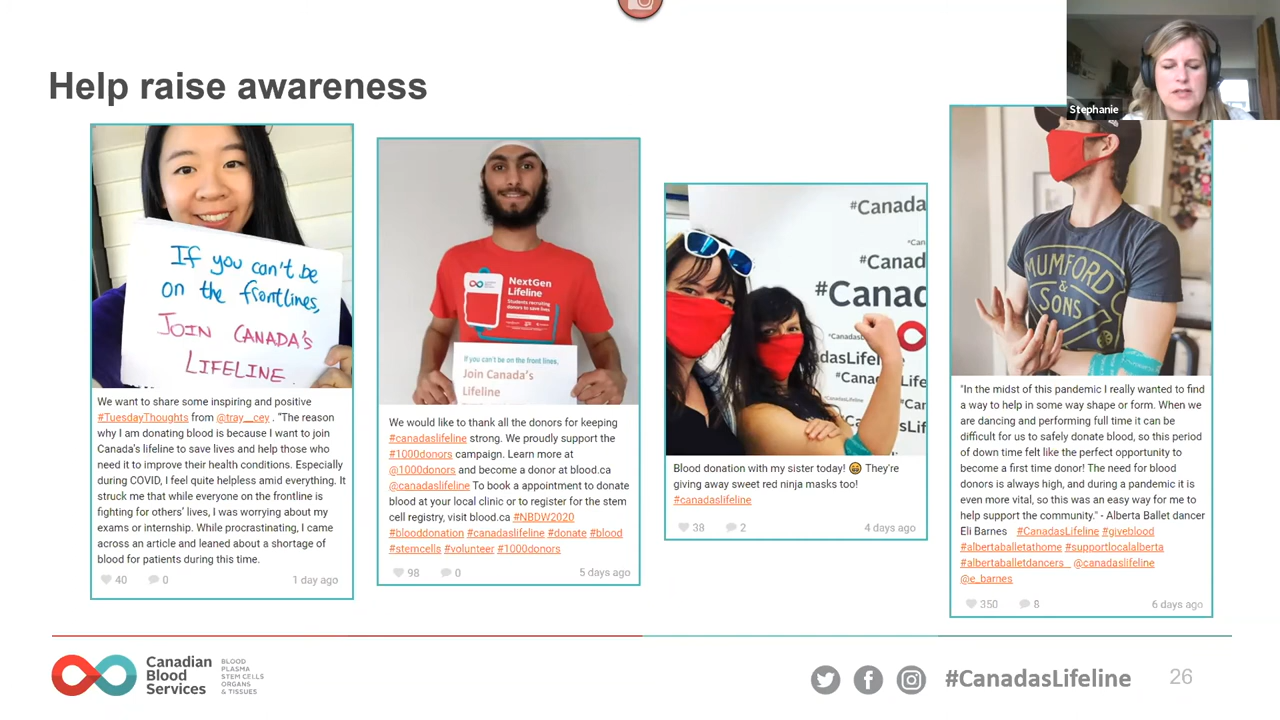 Help raise awareness
Stephanie
If you can't be
on the frontlines,
JOIN CANADA'S
LIFELINE.
We want to share some inspiring and positive
#TuesdayThoughts from @tray__cey . "The reason
why I am donating blood is because I want to join
Canada's lifeline to save lives and help those who
need it to improve their health conditions. Especially
during COVID, I feel quite helpless amid everything. It
struck me that while everyone on the frontline is
fighting for others' lives, I was worrying about my
exams or internship. While procrastinating, I came
across an article and leaned about a shortage of
blood for patients during this time.
40 0 1 day ago
NextGen
Lifeline
Students recruiting
donors to save lives
If you can't be on the front lines,
Join Canada's
Lifeline
We would like to thank all the donors for keeping
#canadaslifeline strong. We proudly support the
#1000donors campaign. Learn more at
@1000donors and become a donor at blood.ca
@canadaslifeline To book a appointment to donate
blood at your local clinic or to register for the stem
cell registry, visit blood.ca #NBDW2020
#blooddonation #canadaslifeline #donate #blood
#stemcells #volunteer #1000donors
98 0 5 days ago
#Canada
#Can
#Canada
#Canad
#Canadasl
adasLifel
#Cana
Life
#Canadaslifeline
#Can
sLif
Blood donation with my sister today! They're
giving away sweet red ninja masks too!
#canadaslifeline
38 2 4 days ago
MUMFORD
&
SONS
"In the midst of this pandemic I really wanted to find
a way to help in some way shape or form. When we
are dancing and performing full time it can be
difficult for us to safely donate blood, so this period
of down time felt like the perfect opportunity to
become a first time donor! The need for blood
donors is always high, and during a pandemic it is
even more vital, so this was an easy way for me to
help support the community." - Alberta Ballet dancer
Eli Barnes #CanadasLifeline #giveblood
#albertaballetathome #supportlocalalberta
#albertaballetdancers_ @canadaslifeline
@e_barnes
350 8 6 days ago
Canadian
Blood
Services
BLOOD
PLASMA
STEM CELLS
ORGANS
& TISSUES
#CanadasLifeline
26